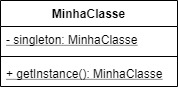 MinhaClasse
- singleton: MinhaClasse
+ getInstance(): MinhaClasse